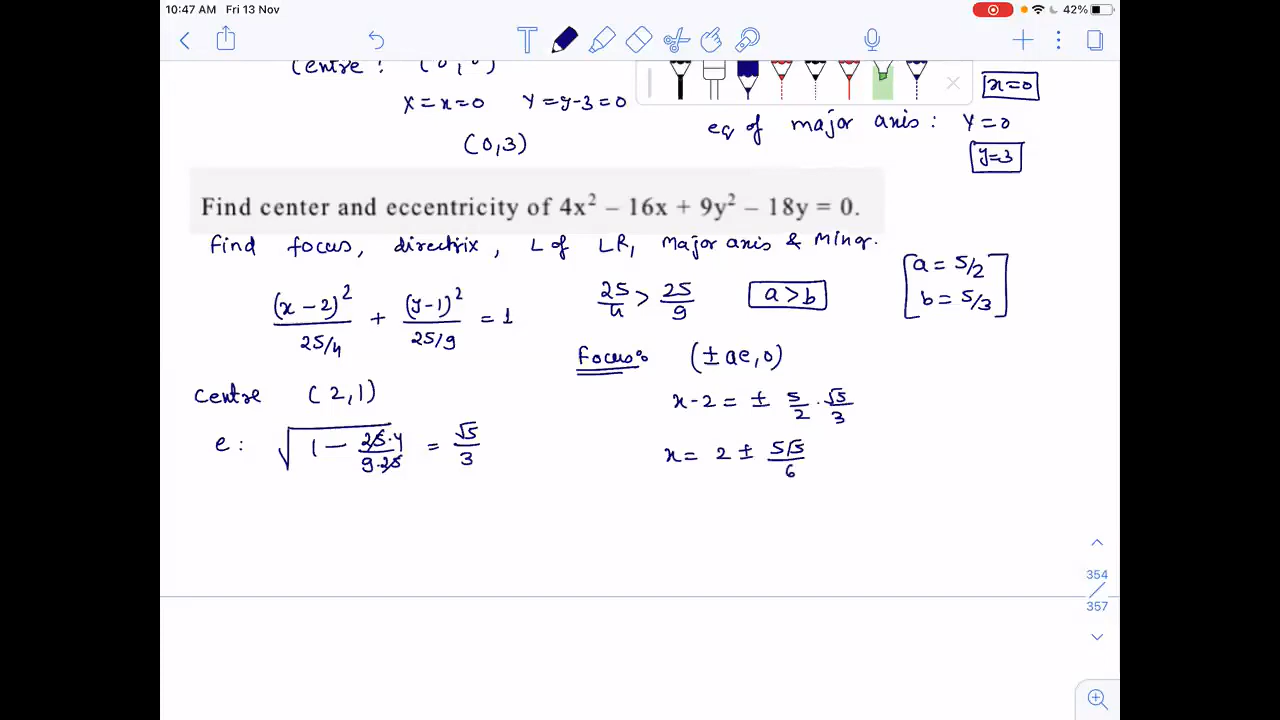 10:47 AM Fri 13 Nov 42%
Centre : (0,0)
X = x = 0 Y = y-3 = 0
x=0
eq of major axis : Y = 0
(0,3)
y=3
Find center and eccentricity of 4x² – 16x + 9y² – 18y = 0.
Find focus, directrix, L of LR, Major axis & Minor.
(x-2)²/25/4 + (y-1)²/25/9 = 1
25/4 > 25/9 a>b
a = 5/2
b = 5/3
Focus: (±ae, 0)
Centre (2,1)
x-2 = ± 5/2 · √5/3
e: √(1 – 25·4/9·25) = √5/3
x = 2 ± 5√5/6
354
357